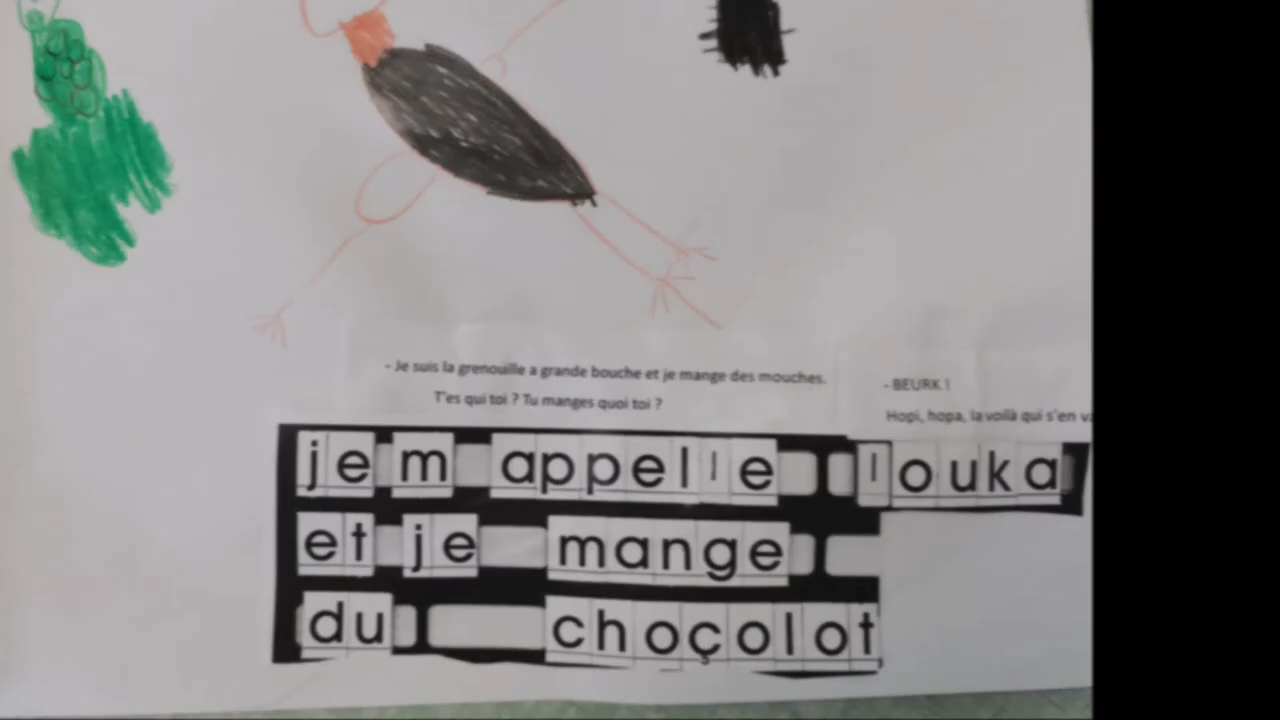 - Je suis la grenouille a grande bouche et je mange des mouches.
T'es qui toi ? Tu manges quoi toi ?
- BEURK !
Hopi, hopa, la voilà qui s'en va
je m appelle louka
et je mange
du choçolot